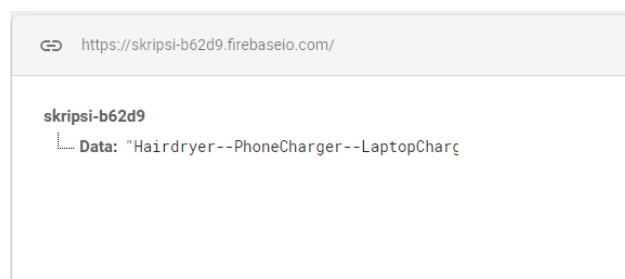 https://skripsi-b62d9.firebaseio.com/
skripsi-b62d9
Data: "Hairdryer--PhoneCharger--LaptopCharg